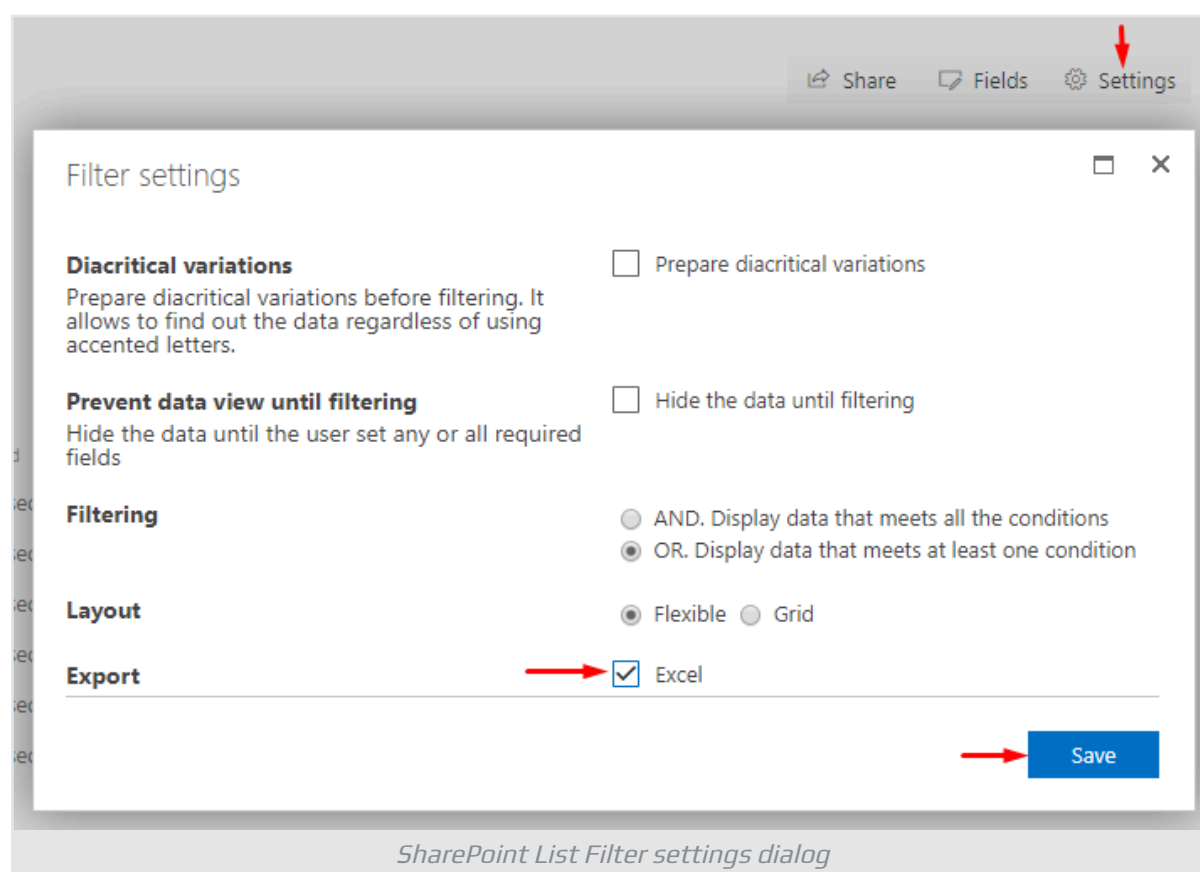 Share Fields Settings
Filter settings
Diacritical variations
Prepare diacritical variations
Prepare diacritical variations before filtering. It
allows to find out the data regardless of using
accented letters.
Prevent data view until filtering
Hide the data until filtering
Hide the data until the user set any or all required
fields
Filtering
AND. Display data that meets all the conditions
OR. Display data that meets at least one condition
Layout
Flexible Grid
Export
Excel
Save
SharePoint List Filter settings dialog